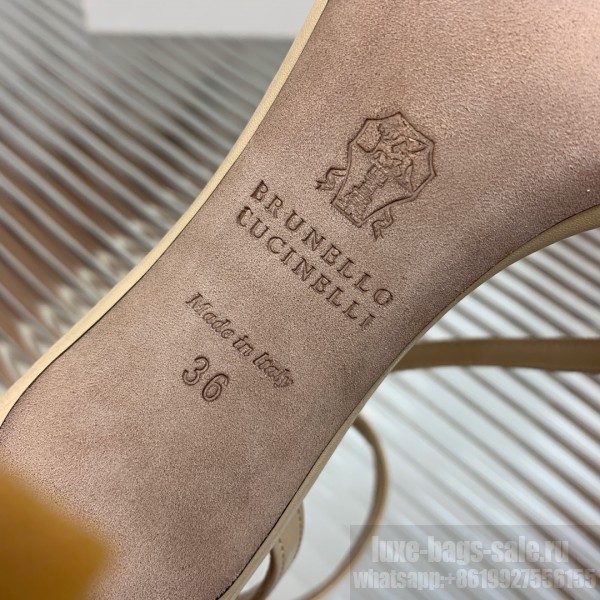 BRUNELLO
CUCINELLI
Made in Italy
36
luxe-bags-sale.ru
whatsapp:+8619927556155